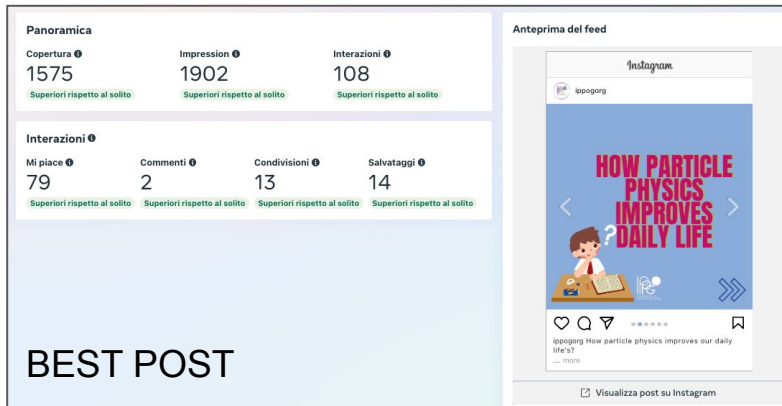 Panoramica
Copertura Impression Interazioni
1575 1902 108
Superiori rispetto al solito Superiori rispetto al solito Superiori rispetto al solito
Interazioni
Mi piace Commenti Condivisioni Salvataggi
79 2 13 14
Superiori rispetto al solito Superiori rispetto al solito Superiori rispetto al solito Superiori rispetto al solito
BEST POST
Anteprima del feed
Instagram
ippogorg
HOW PARTICLE
PHYSICS
IMPROVES
DAILY LIFE
?
ippogorg How particle physics improves our daily
life's?
... more
Visualizza post su Instagram